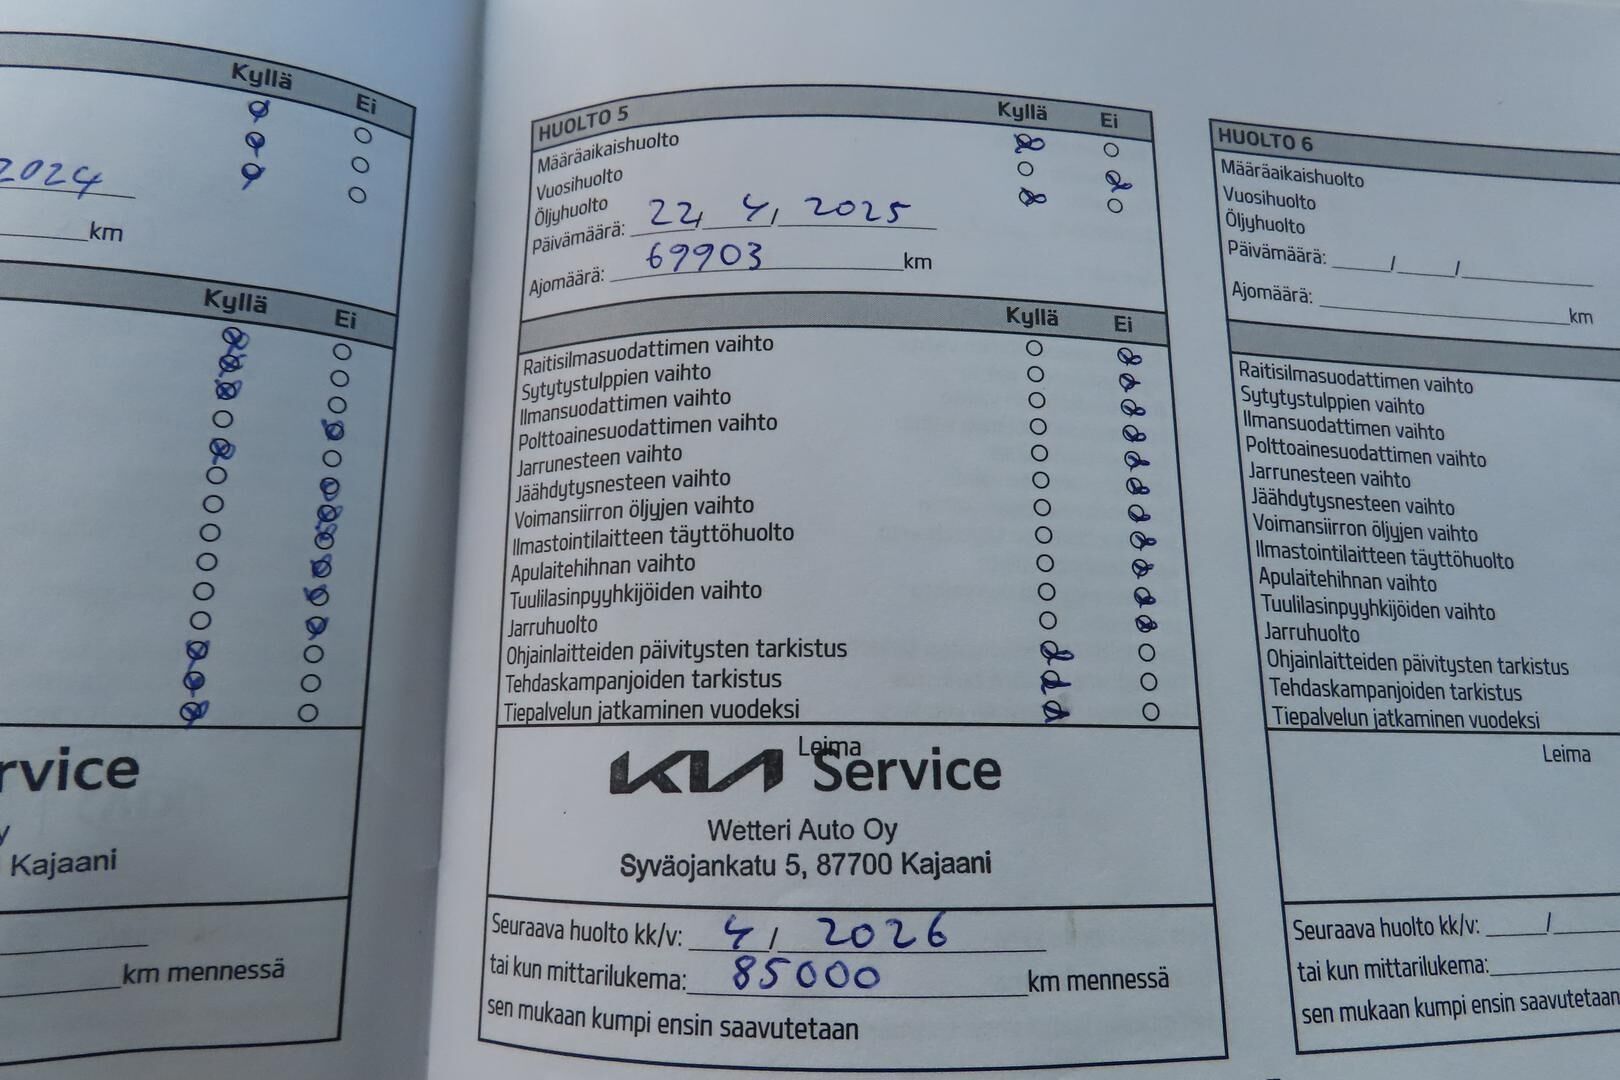 Kyllä Ei
2024
km
Kyllä Ei
rvice
y
Kajaani
km mennessä
HUOLTO 5 Kyllä Ei
Määräaikaishuolto
Vuosihuolto
Öljyhuolto
Päivämäärä: 22, 4, 2025
Ajomäärä: 69903 km
Kyllä Ei
Raitisilmasuodattimen vaihto
Sytytystulppien vaihto
Ilmansuodattimen vaihto
Polttoainesuodattimen vaihto
Jarrunesteen vaihto
Jäähdytysnesteen vaihto
Voimansiirron öljyjen vaihto
Ilmastointilaitteen täyttöhuolto
Apulaitehihnan vaihto
Tuulilasinpyyhkijöiden vaihto
Jarruhuolto
Ohjainlaitteiden päivitysten tarkistus
Tehdaskampanjoiden tarkistus
Tiepalvelun jatkaminen vuodeksi
Leima
KIA Service
Wetteri Auto Oy
Syväojankatu 5, 87700 Kajaani
Seuraava huolto kk/v: 4 / 2026
tai kun mittarilukema: 85000 km mennessä
sen mukaan kumpi ensin saavutetaan
HUOLTO 6
Määräaikaishuolto
Vuosihuolto
Öljyhuolto
Päivämäärä: / /
Ajomäärä: km
Raitisilmasuodattimen vaihto
Sytytystulppien vaihto
Ilmansuodattimen vaihto
Polttoainesuodattimen vaihto
Jarrunesteen vaihto
Jäähdytysnesteen vaihto
Voimansiirron öljyjen vaihto
Ilmastointilaitteen täyttöhuolto
Apulaitehihnan vaihto
Tuulilasinpyyhkijöiden vaihto
Jarruhuolto
Ohjainlaitteiden päivitysten tarkistus
Tehdaskampanjoiden tarkistus
Tiepalvelun jatkaminen vuodeksi
Leima
Seuraava huolto kk/v: /
tai kun mittarilukema:
sen mukaan kumpi ensin saavutetaan